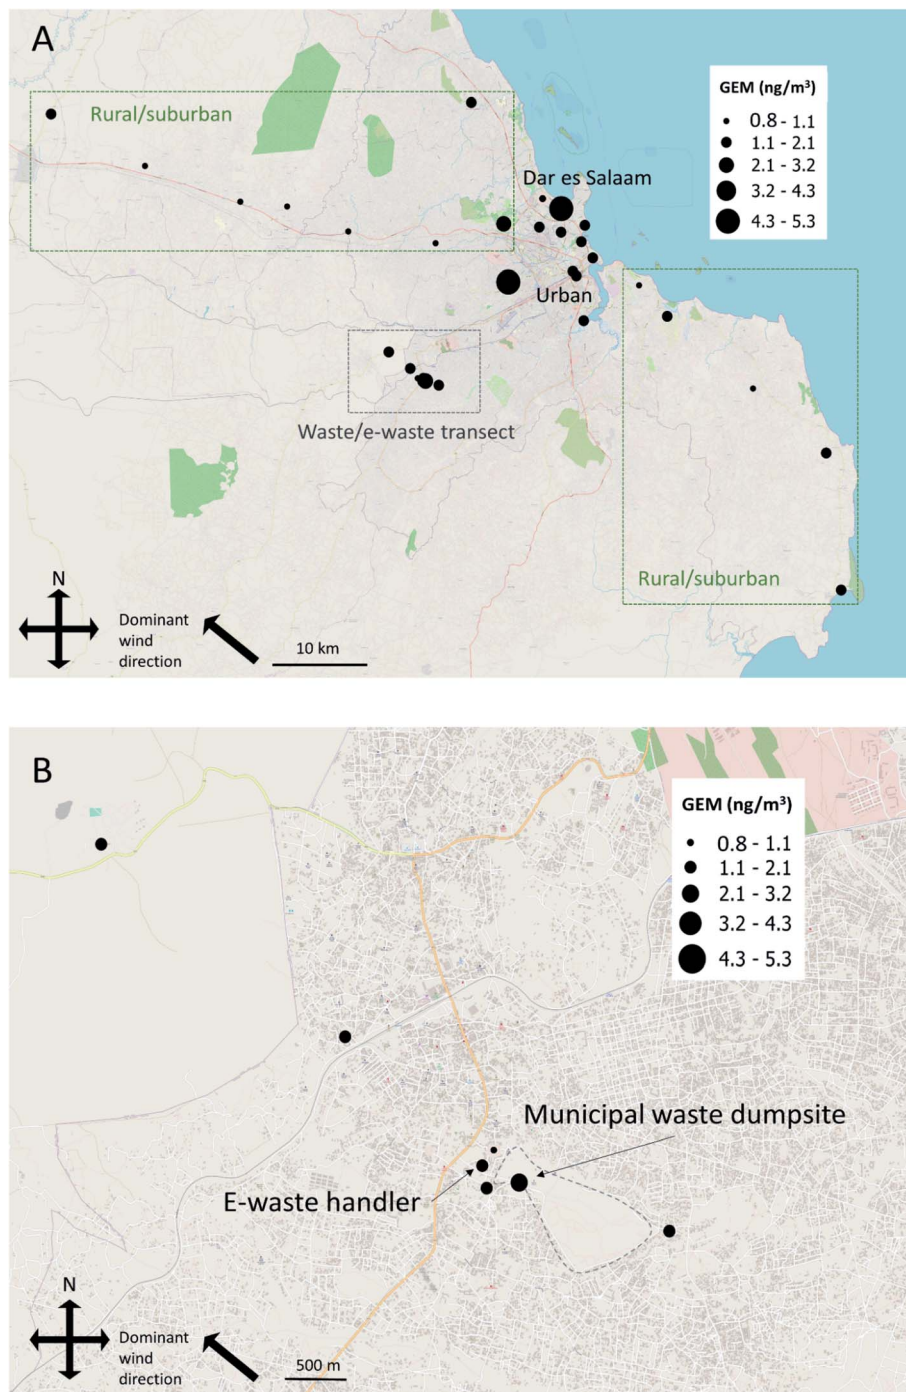 A
Rural/suburban
GEM (ng/m³)
0.8 - 1.1
1.1 - 2.1
2.1 - 3.2
3.2 - 4.3
4.3 - 5.3
Dar es Salaam
Urban
Waste/e-waste transect
Rural/suburban
N
Dominant
wind
direction
10 km
B
GEM (ng/m³)
0.8 - 1.1
1.1 - 2.1
2.1 - 3.2
3.2 - 4.3
4.3 - 5.3
Municipal waste dumpsite
E-waste handler
N
Dominant
wind
direction
500 m